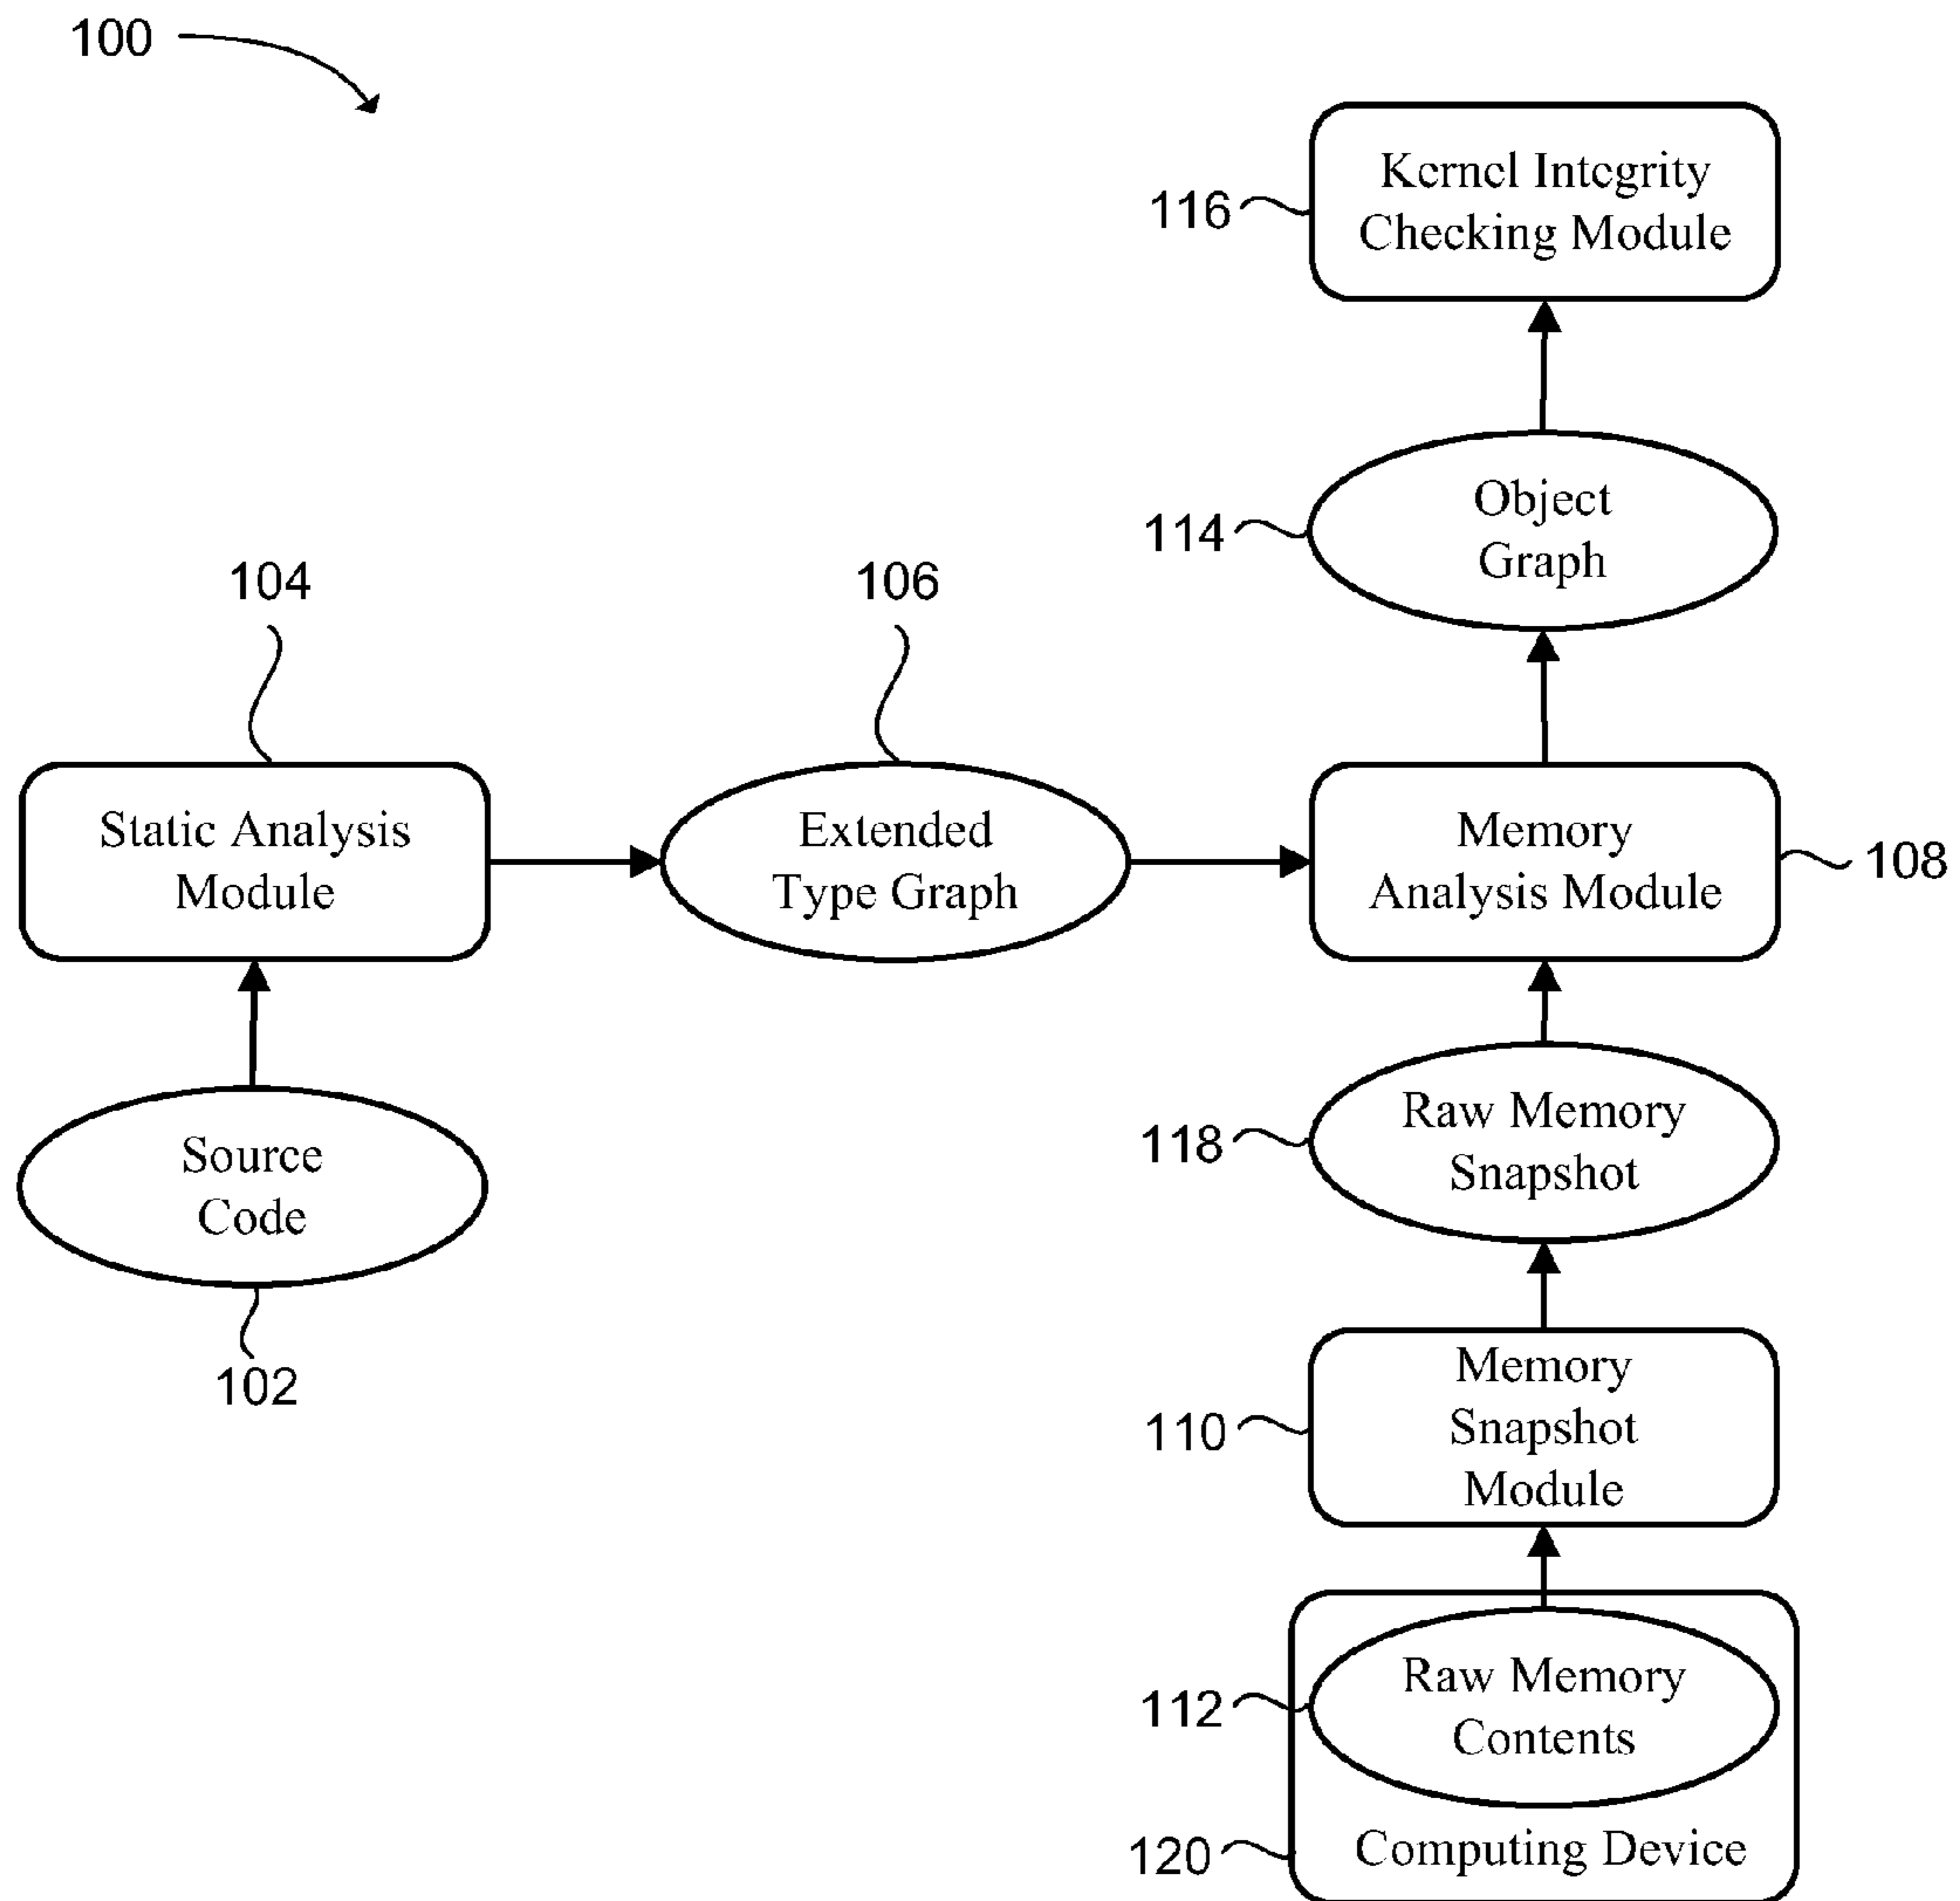 100
Kernel Integrity
Checking Module
116
Object
Graph
114
104
106
Static Analysis
Module
Extended
Type Graph
Memory
Analysis Module
108
Source
Code
102
Raw Memory
Snapshot
118
Memory
Snapshot
Module
110
Raw Memory
Contents
112
Computing Device
120